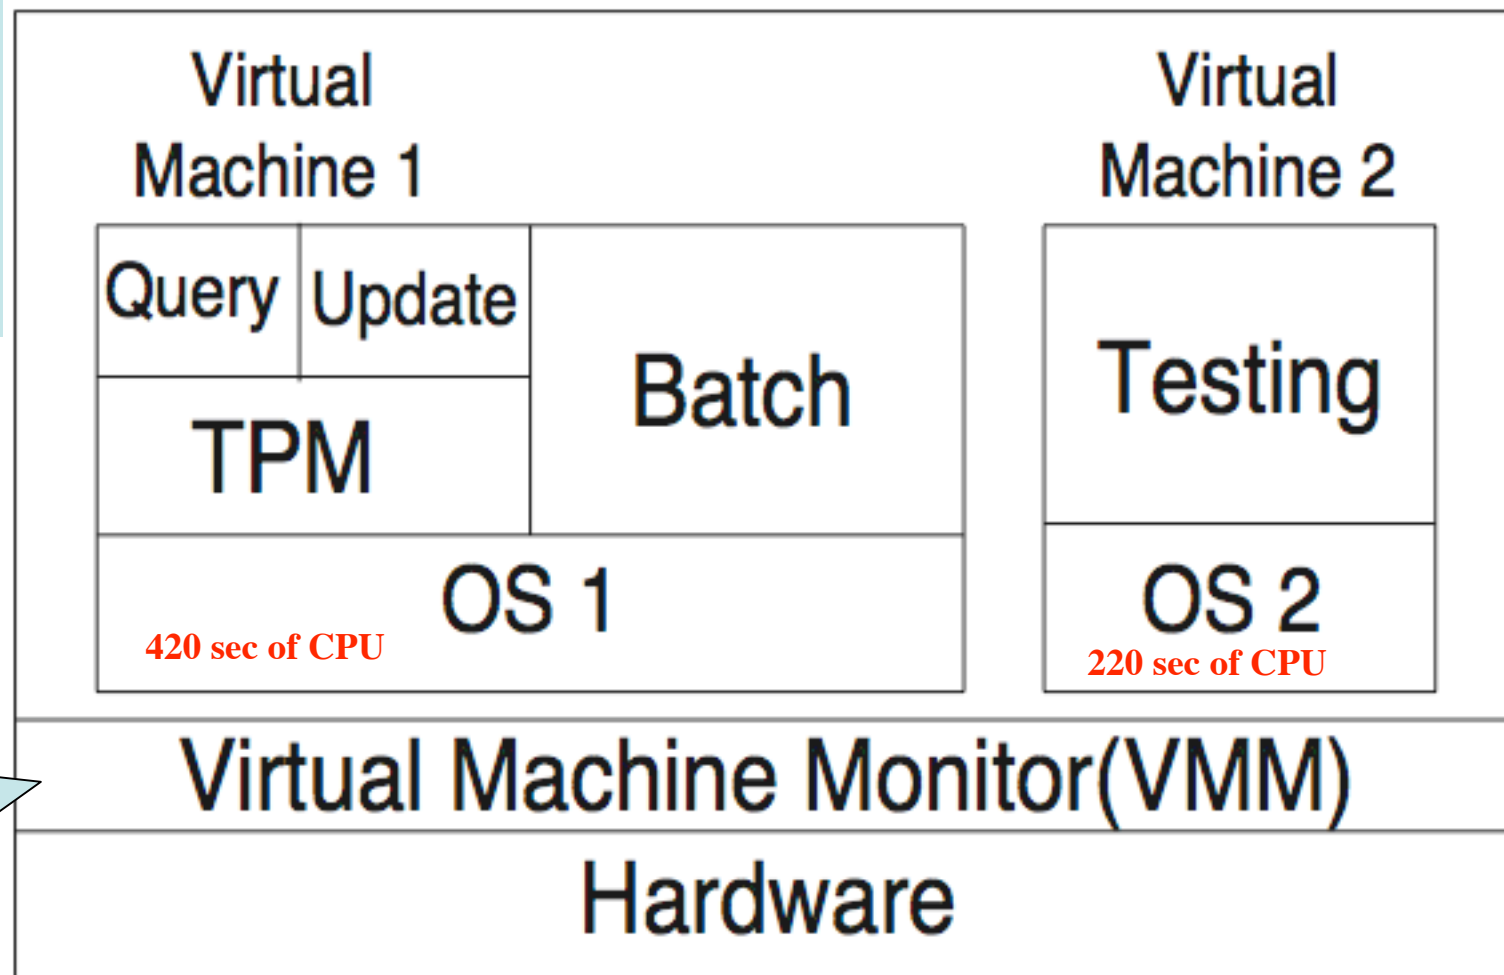 Virtual
Machine 1
Virtual
Machine 2
Query
Update
Batch
Testing
TPM
OS 1
420 sec of CPU
OS 2
220 sec of CPU
Virtual Machine Monitor(VMM)
Hardware